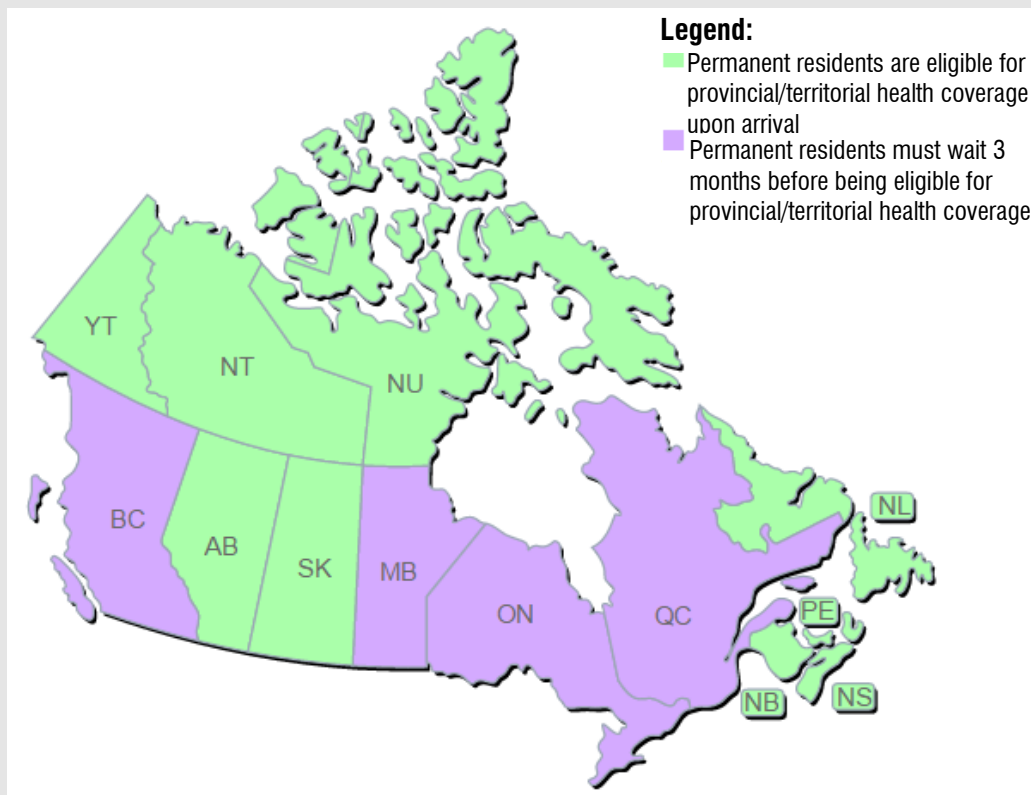 Legend:
Permanent residents are eligible for
provincial/territorial health coverage
upon arrival
Permanent residents must wait 3
months before being eligible for
provincial/territorial health coverage
YT
NT
NU
BC
AB
SK
MB
ON
QC
NL
PE
NB
NS